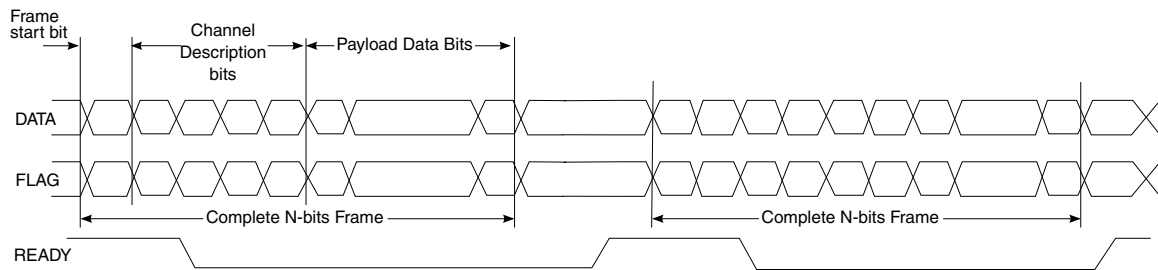 Frame
start bit
Channel
Description
bits
Payload Data Bits
DATA
FLAG
Complete N-bits Frame
Complete N-bits Frame
READY